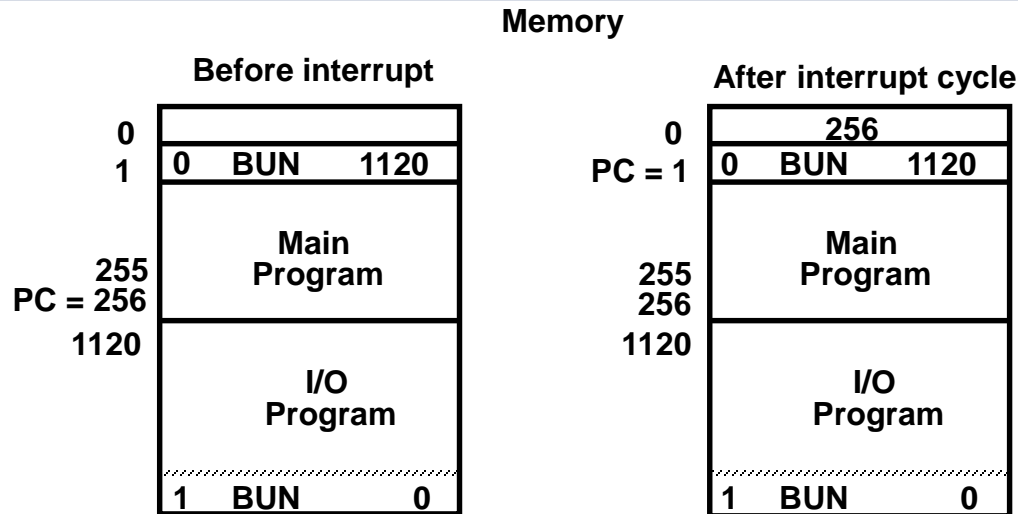 Memory
Before interrupt
0
1
0 BUN 1120
Main
Program
255
PC = 256
1120
I/O
Program
1 BUN 0
After interrupt cycle
0
256
PC = 1
0 BUN 1120
Main
Program
255
256
1120
I/O
Program
1 BUN 0